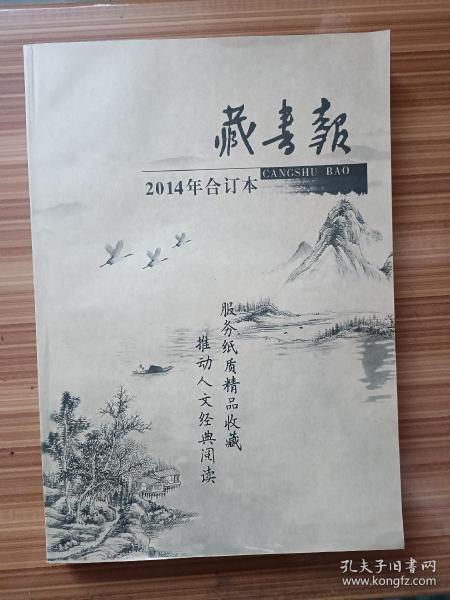 藏书报
CANGSHU BAO
2014年合订本
服务纸质精品收藏
推动人文经典阅读
孔夫子旧书网
www.kongfz.com